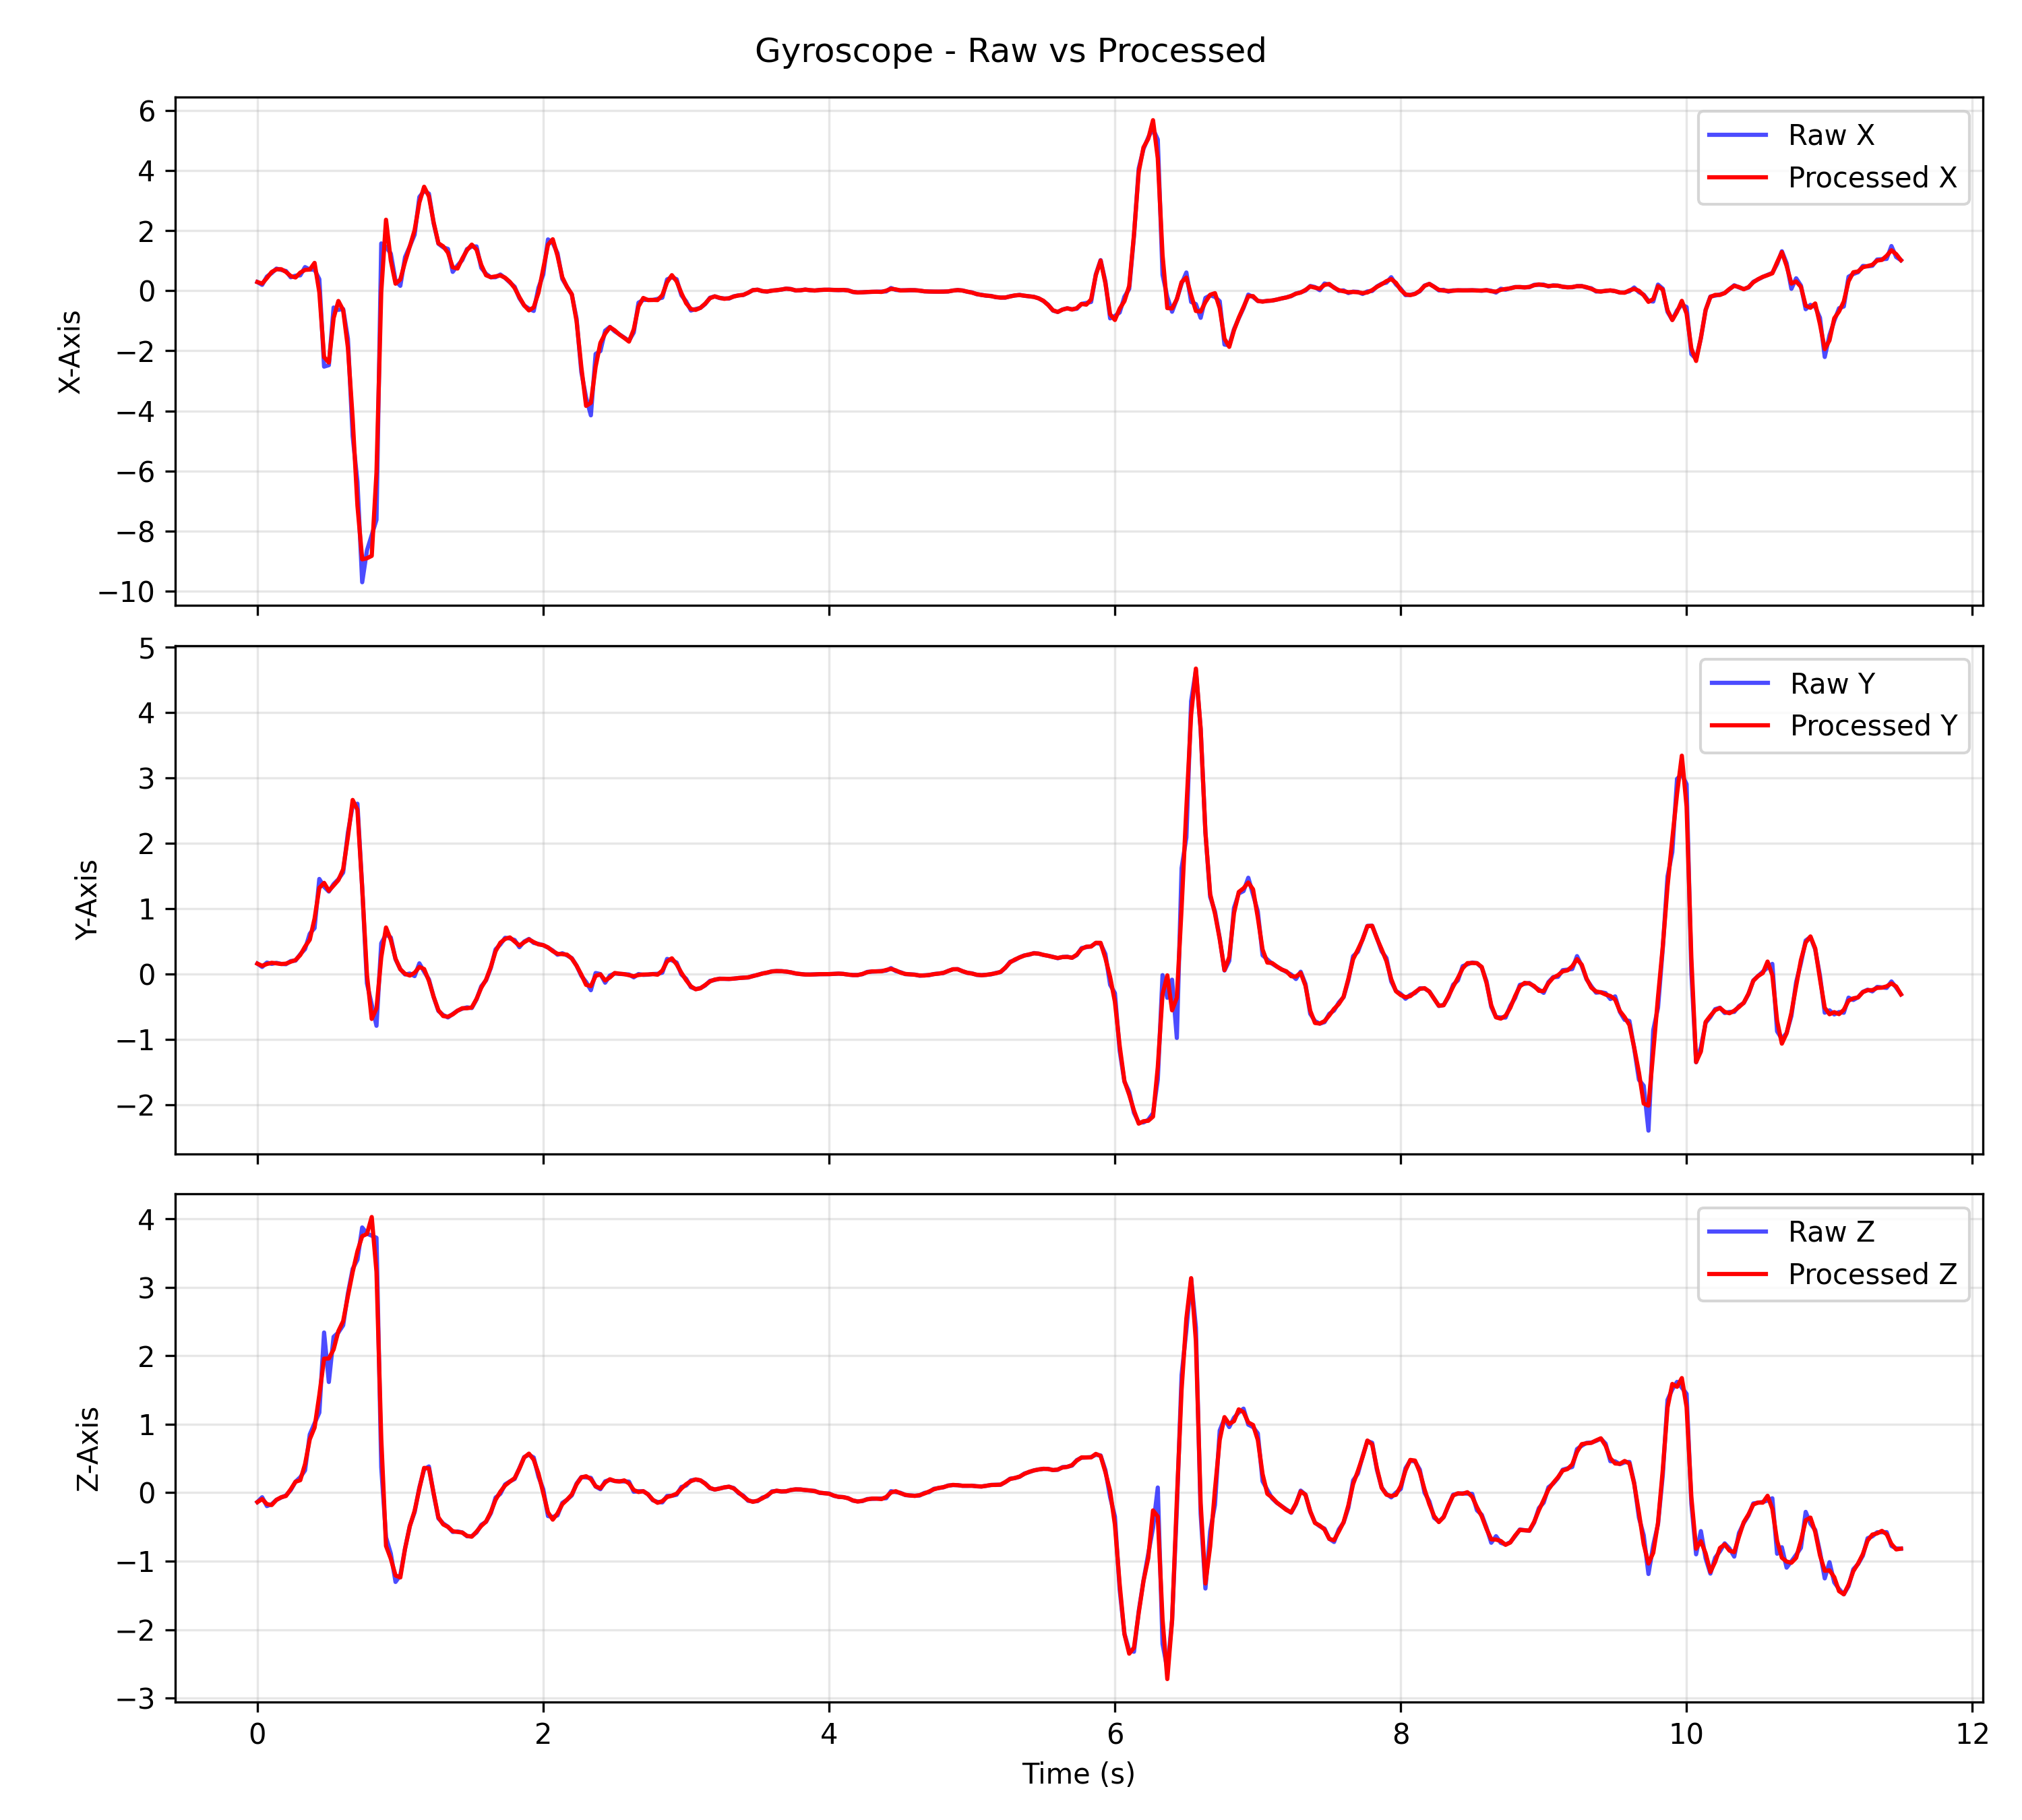 Gyroscope - Raw vs Processed
6
4
2
0
−2
−4
−6
−8
−10
X-Axis
Raw X
Processed X
5
4
3
2
1
0
−1
−2
Y-Axis
Raw Y
Processed Y
4
3
2
1
0
−1
−2
−3
Z-Axis
Raw Z
Processed Z
0 2 4 6 8 10 12
Time (s)